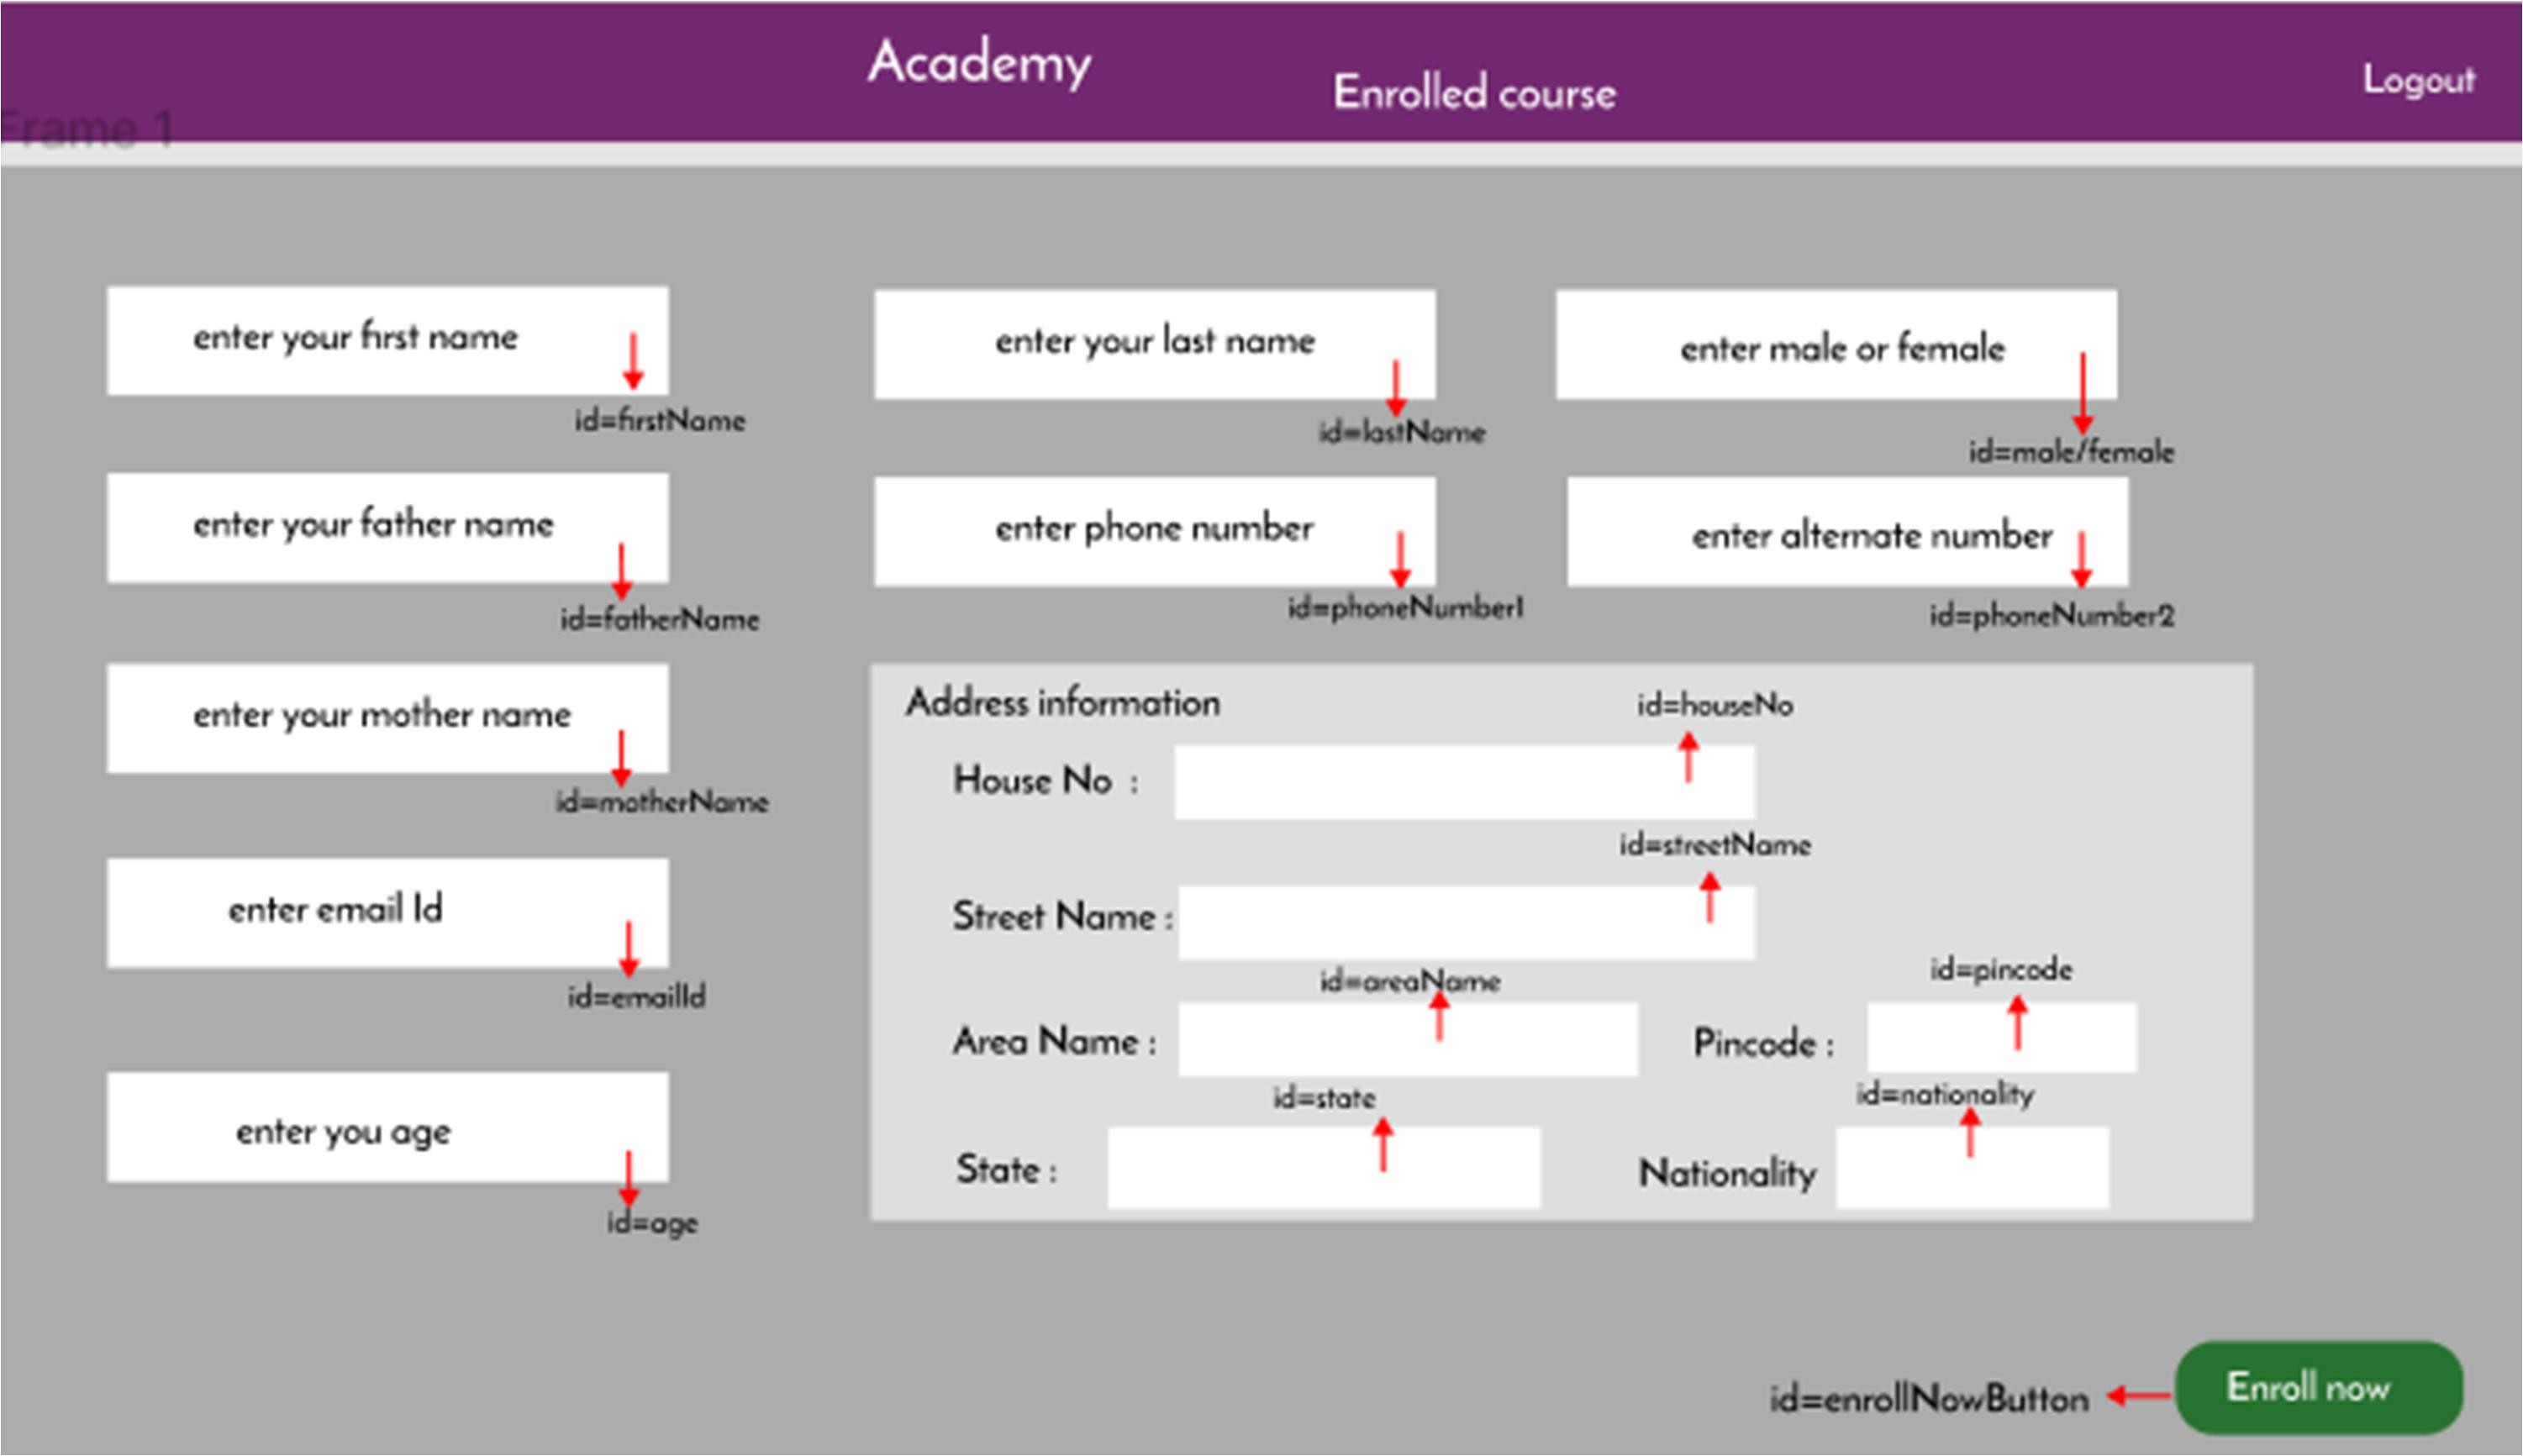 Academy
Enrolled course
Logout
Frame 1
enter your first name
id=firstName
enter your last name
id=lastName
enter male or female
id=male/female
enter your father name
id=fatherName
enter phone number
id=phoneNumber1
enter alternate number
id=phoneNumber2
enter your mother name
id=motherName
enter email Id
id=emailId
enter you age
id=age
Address information
id=houseNo
House No :
id=streetName
Street Name :
id=areaName
Area Name :
id=pincode
Pincode :
id=state
State :
id=nationality
Nationality
id=enrollNowButton
Enroll now